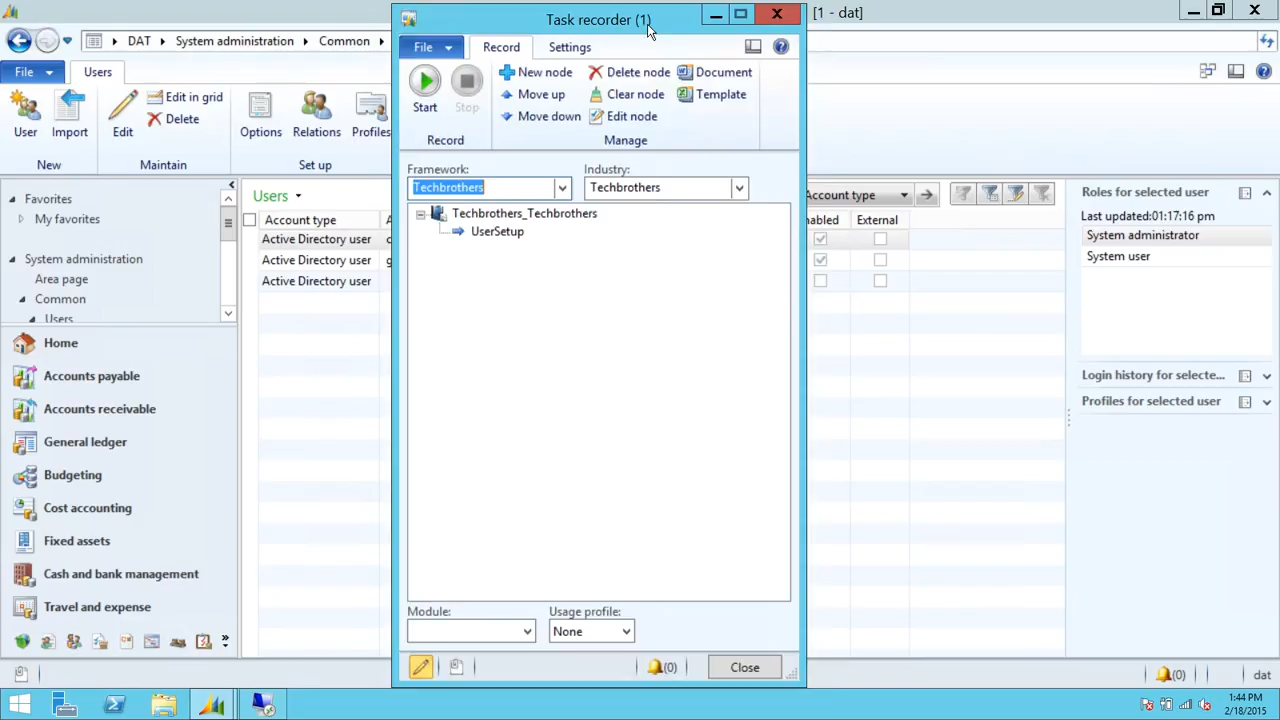 Task recorder (1)
[1 - dat]
DAT
System administration
Common
File
Users
User
Import
New
Edit
Edit in grid
Delete
Maintain
Options
Relations
Profiles
Set up
File
Record
Settings
Start
Stop
Record
New node
Move up
Move down
Delete node
Clear node
Edit node
Document
Template
Manage
Framework:
Techbrothers
Industry:
Techbrothers
Techbrothers_Techbrothers
UserSetup
Module:
Usage profile:
None
(0)
Close
Favorites
My favorites
System administration
Area page
Common
Users
Home
Accounts payable
Accounts receivable
General ledger
Budgeting
Cost accounting
Fixed assets
Cash and bank management
Travel and expense
Users
Account type
Active Directory user
Active Directory user
Active Directory user
Account type
External
Roles for selected user
Last updated:01:17:16 pm
System administrator
System user
Login history for selecte...
Profiles for selected user
(0)
dat
1:44 PM
2/18/2015